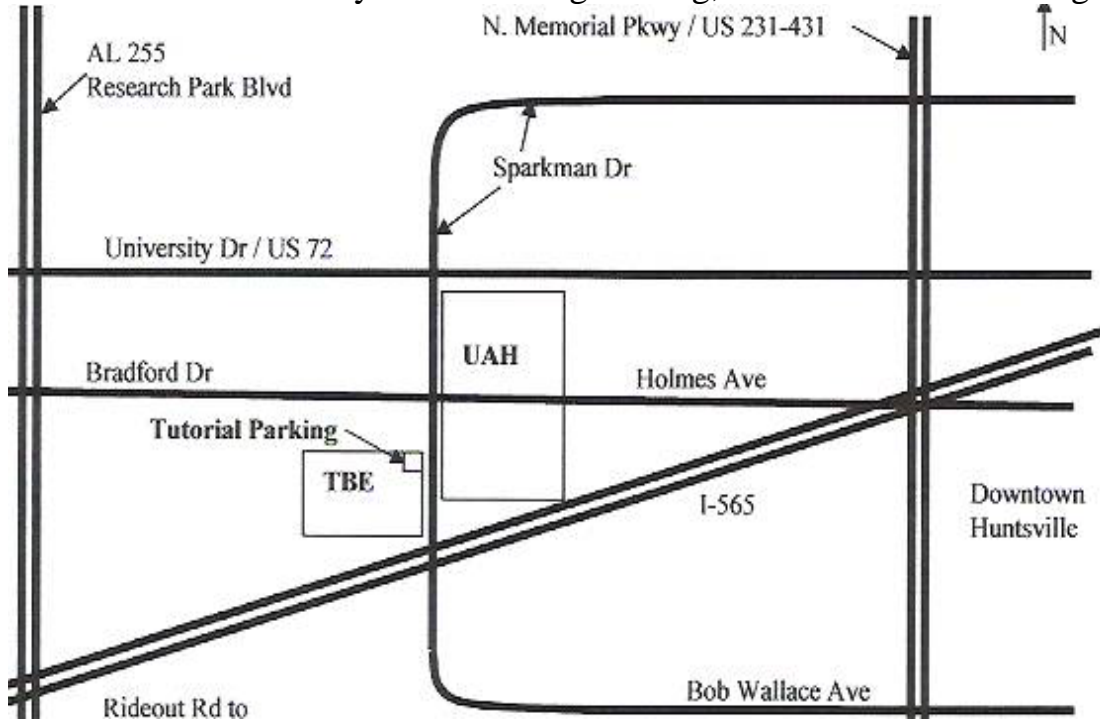 N. Memorial Pkwy / US 231-431
N
AL 255
Research Park Blvd
Sparkman Dr
University Dr / US 72
UAH
Bradford Dr
Holmes Ave
Tutorial Parking
TBE
I-565
Downtown
Huntsville
Bob Wallace Ave
Rideout Rd to